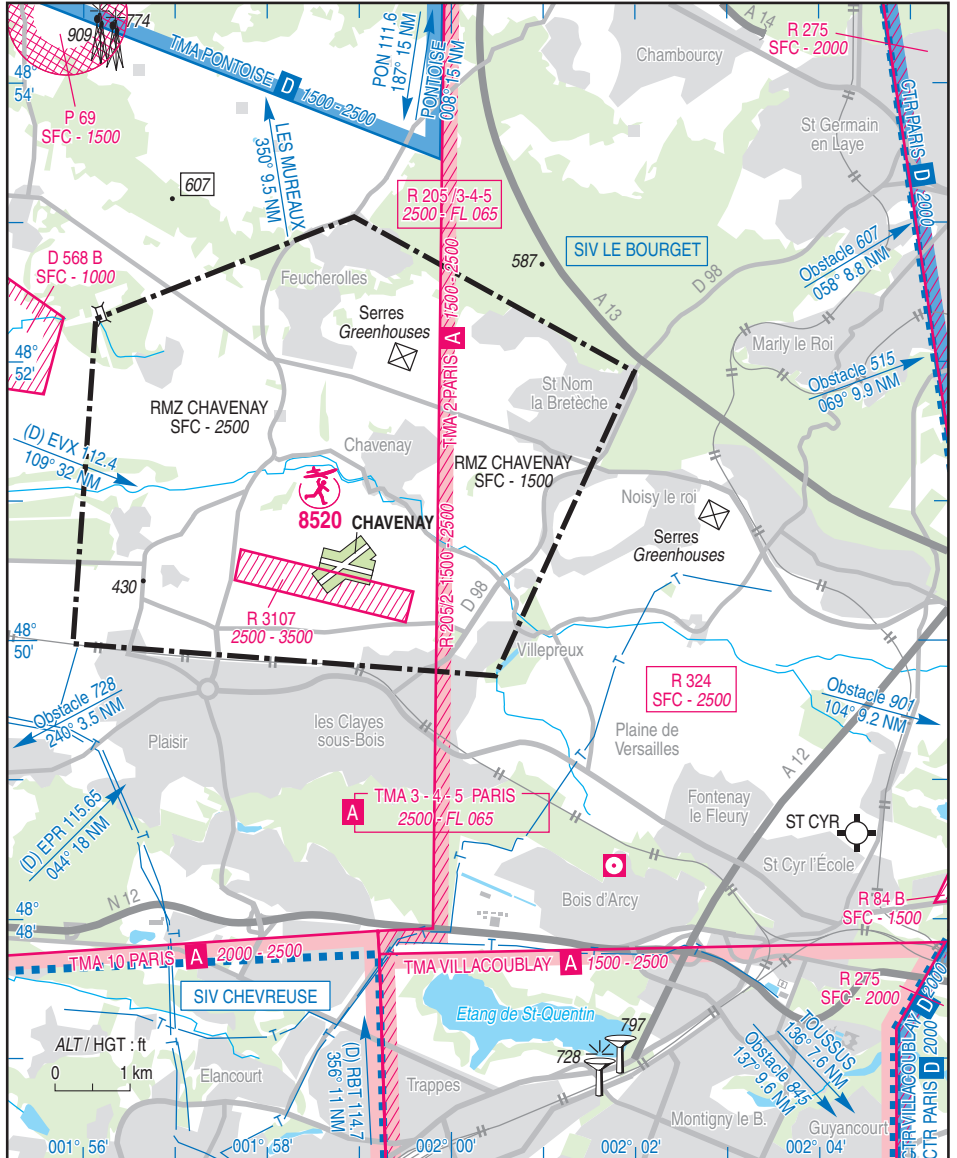 909
774
TMA PONTOISE D 1500-2500
PON 111.6
187° 15 NM
PONTOISE
008° 15 NM
A 14
R 275
SFC - 2000
Chambourcy
48°
54'
P 69
SFC - 1500
LES MUREAUX
350° 9.5 NM
St Germain
en Laye
CTR PARIS D 2000
607
R 205/3-4-5
2500 - FL 065
D 568 B
SFC - 1000
Feucherolles
587
SIV LE BOURGET
D 98
Obstacle 607
058° 8.8 NM
A 13
Serres
Greenhouses
Marly le Roi
48°
52'
TMA 2 PARIS A 1500-2500
St Nom
la Bretèche
Obstacle 515
069° 9.9 NM
RMZ CHAVENAY
SFC - 2500
(D) EVX 112.4
109° 32 NM
Chavenay
RMZ CHAVENAY
SFC - 1500
Noisy le roi
8520
CHAVENAY
Serres
Greenhouses
430
R 3107
2500 - 3500
R 205/2 1500 - 2500
D 98
48°
50'
T
Villepreux
R 324
SFC - 2500
Obstacle 728
240° 3.5 NM
Obstacle 901
104° 9.2 NM
Plaisir
les Clayes
sous-Bois
Plaine de
Versailles
A 12
T
(D) EPR 115.65
044° 18 NM
A
TMA 3 - 4 - 5 PARIS
2500 - FL 065
Fontenay
le Fleury
ST CYR
St Cyr l'École
Bois d'Arcy
N 12
R 84 B
SFC - 1500
48°
48'
TMA 10 PARIS A 2000 - 2500
TMA VILLACOUBLAY A 1500 - 2500
SIV CHEVREUSE
R 275
SFC - 2000
Etang de St-Quentin
797
728
ALT / HGT : ft
0 1 km
Elancourt
(D) RBT 114.7
356° 11 NM
Trappes
TOUSSUS
136° 7.6 NM
Obstacle 845
137° 9.6 NM
Montigny le B.
Guyancourt
CTR VILLACOUBLAY D 2000
CTR PARIS D 2000
001° 56'
001° 58'
002° 00'
002° 02'
002° 04'